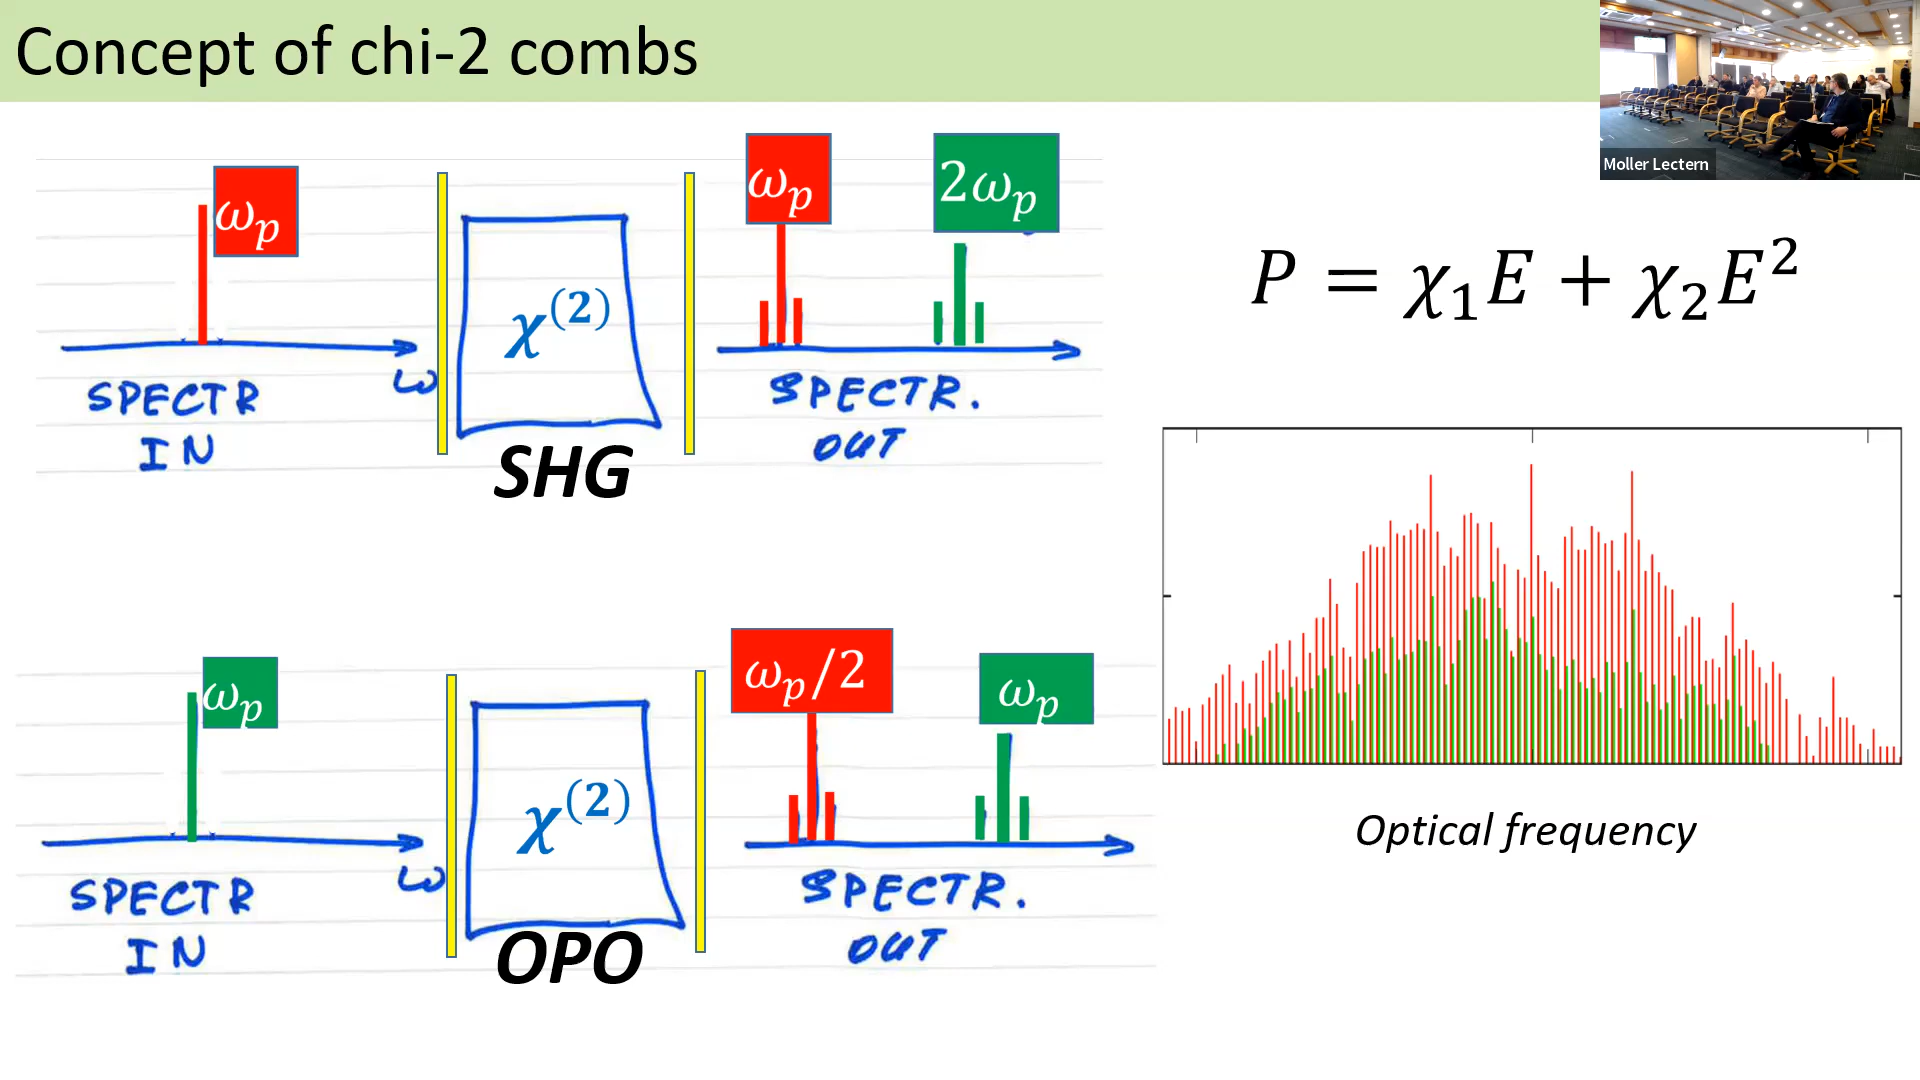 Concept of chi-2 combs
Moller Lectern
ωₚ
ω
SPECTR
IN
χ⁽²⁾
SHG
ωₚ
2ωₚ
SPECTR.
OUT
P = χ₁E + χ₂E²
Optical frequency
ωₚ
ω
SPECTR
IN
χ⁽²⁾
OPO
ωₚ/2
ωₚ
SPECTR.
OUT